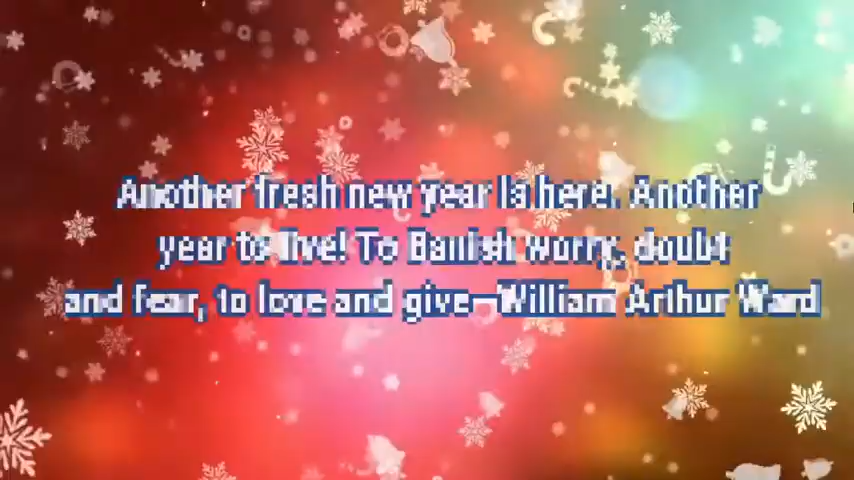 Another fresh new year Is here. Another
year to live! To Banish worry, doubt
and fear, to love and give–William Arthur Ward